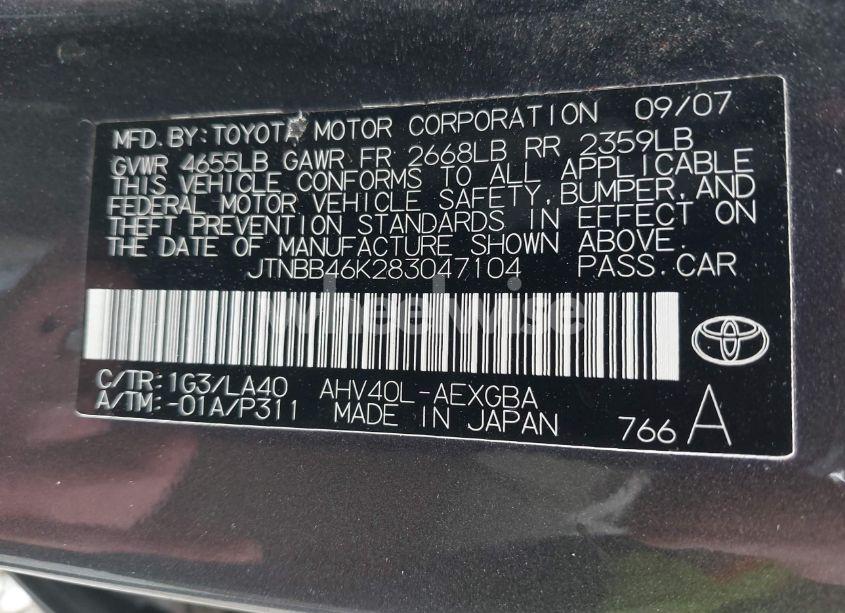 MFD.BY:TOYOTA MOTOR CORPORATION 09/07
GVWR 4655LB GAWR FR 2668LB RR 2359LB
THIS VEHICLE CONFORMS TO ALL APPLICABLE
FEDERAL MOTOR VEHICLE SAFETY, BUMPER, AND
THEFT PREVENTION STANDARDS IN EFFECT ON
THE DATE OF MANUFACTURE SHOWN ABOVE.
JTNBB46K283047104 PASS.CAR
wheelwise
C/TR:1G3/LA40 AHV40L-AEXGBA
A/TM:-01A/P311 MADE IN JAPAN 766 A